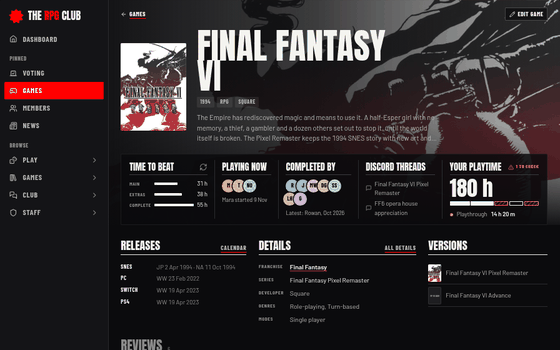 THE RPG CLUB
DASHBOARD
PINNED
VOTING
GAMES
MEMBERS
NEWS
BROWSE
PLAY
GAMES
CLUB
STAFF
← GAMES
EDIT GAME
FINAL FANTASY
VI
1994 RPG SQUARE
The Empire has rediscovered magic and means to use it. A half-Esper girl with no
memory, a thief, a gambler and a dozen others set out to stop it, until the world
itself is broken. The Pixel Remaster keeps the 1994 SNES story with new art and
TIME TO BEAT
MAIN 31 h
EXTRAS 38 h
COMPLETE 55 h
PLAYING NOW
M T NO
Mara started 9 Nov
COMPLETED BY
R J MW DG SS
LH G
Latest: Rowan, Oct 2026
DISCORD THREADS
Final Fantasy VI Pixel
Remaster
FF6 opera house
appreciation
YOUR PLAYTIME
180 h
Playthrough 14 h 20 m
RELEASES
CALENDAR
SNES JP 2 Apr 1994 · NA 11 Oct 1994
PC WW 23 Feb 2022
SWITCH WW 19 Apr 2023
PS4 WW 19 Apr 2023
DETAILS
ALL DETAILS
FRANCHISE Final Fantasy
SERIES Final Fantasy Pixel Remaster
DEVELOPER Square
GENRES Role-playing, Turn-based
MODES Single player
VERSIONS
Final Fantasy VI Pixel Remaster
Final Fantasy VI Advance
REVIEWS